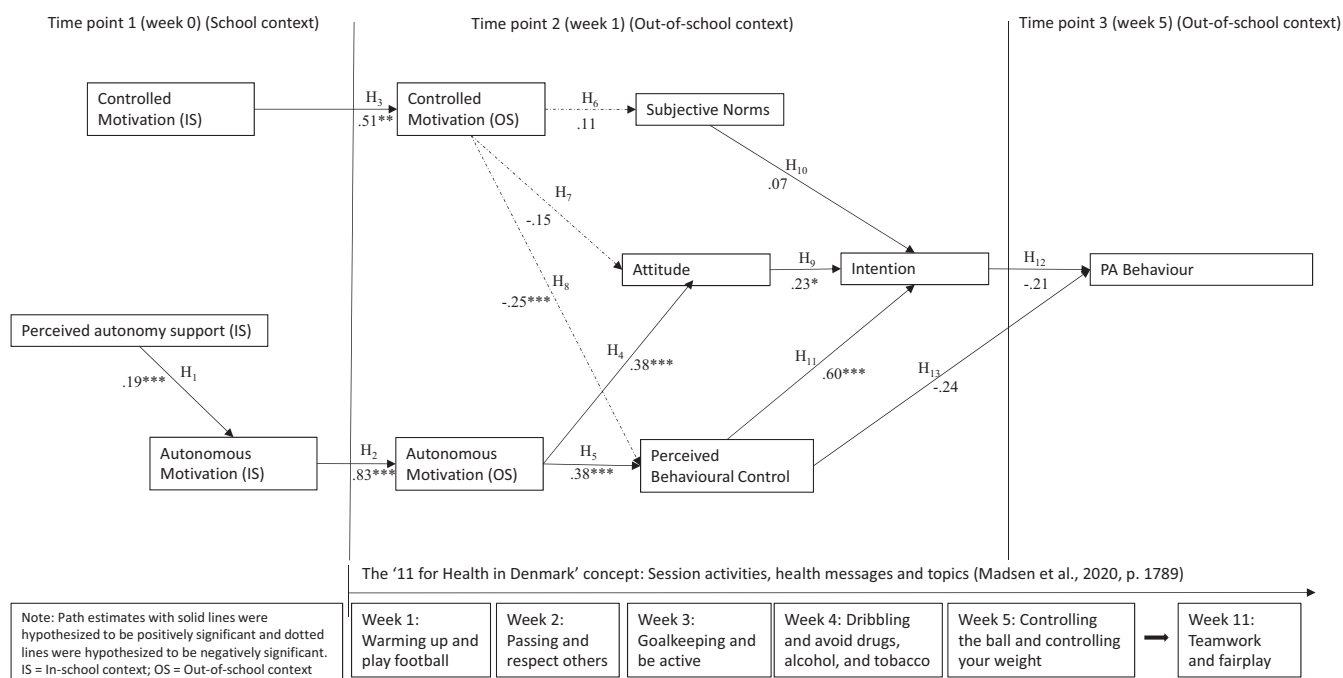 Time point 1 (week 0) (School context)
Time point 2 (week 1) (Out-of-school context)
Time point 3 (week 5) (Out-of-school context)
Controlled
Motivation (IS)
H3
.51**
Controlled
Motivation (OS)
H6
.11
Subjective Norms
H10
.07
H7
-.15
Attitude
H9
.23*
Intention
H12
-.21
PA Behaviour
H8
-.25***
Perceived autonomy support (IS)
H1
.19***
H4
.38***
H11
.60***
H13
-.24
Autonomous
Motivation (IS)
H2
.83***
Autonomous
Motivation (OS)
H5
.38***
Perceived
Behavioural Control
The ‘11 for Health in Denmark’ concept: Session activities, health messages and topics (Madsen et al., 2020, p. 1789)
Note: Path estimates with solid lines were
hypothesized to be positively significant and dotted
lines were hypothesized to be negatively significant.
IS = In-school context; OS = Out-of-school context
Week 1:
Warming up and
play football
Week 2:
Passing and
respect others
Week 3:
Goalkeeping and
be active
Week 4: Dribbling
and avoid drugs,
alcohol, and tobacco
Week 5: Controlling
the ball and controlling
your weight
Week 11:
Teamwork
and fairplay